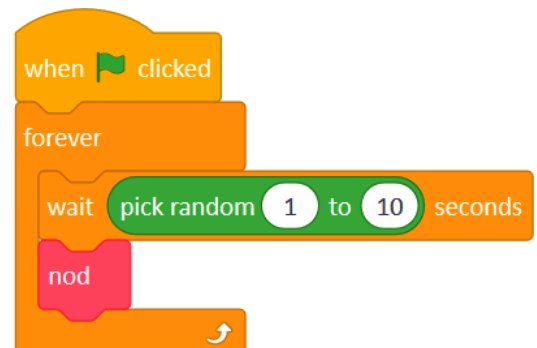 when clicked
forever
wait pick random 1 to 10 seconds
nod